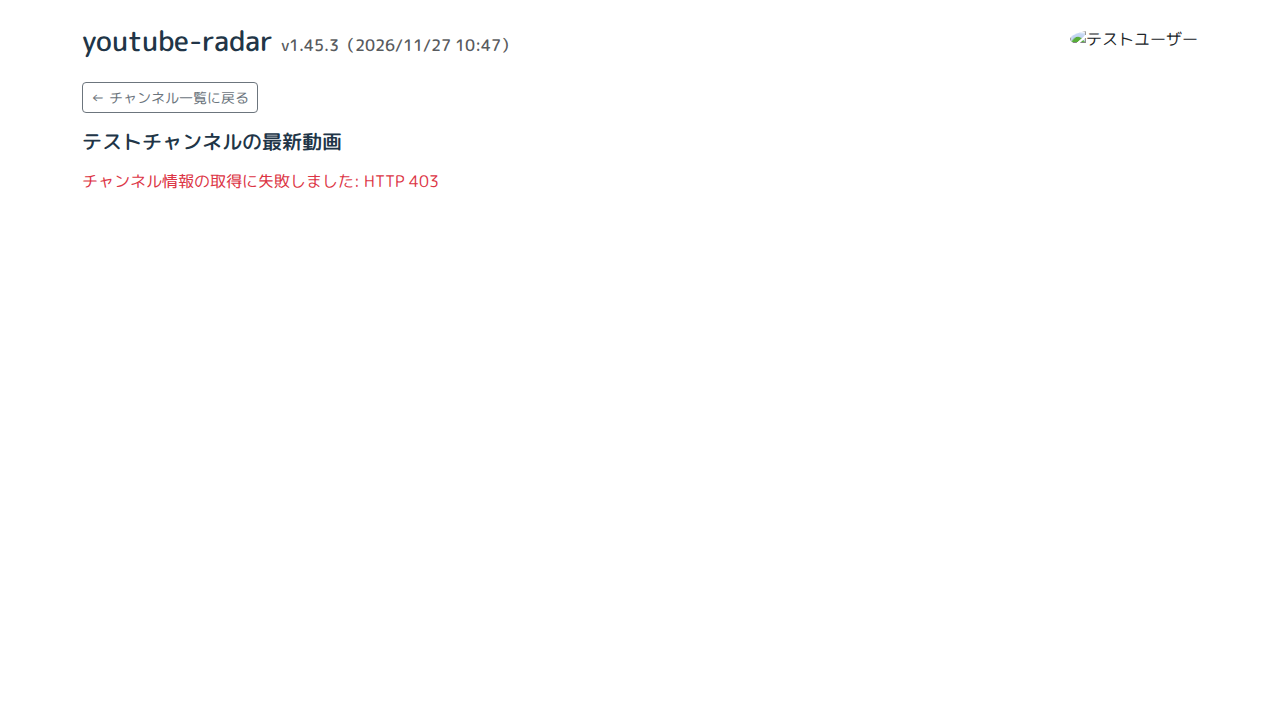 youtube-radar v1.45.3（2026/11/27 10:47）
テストユーザー
← チャンネル一覧に戻る
テストチャンネルの最新動画
チャンネル情報の取得に失敗しました: HTTP 403